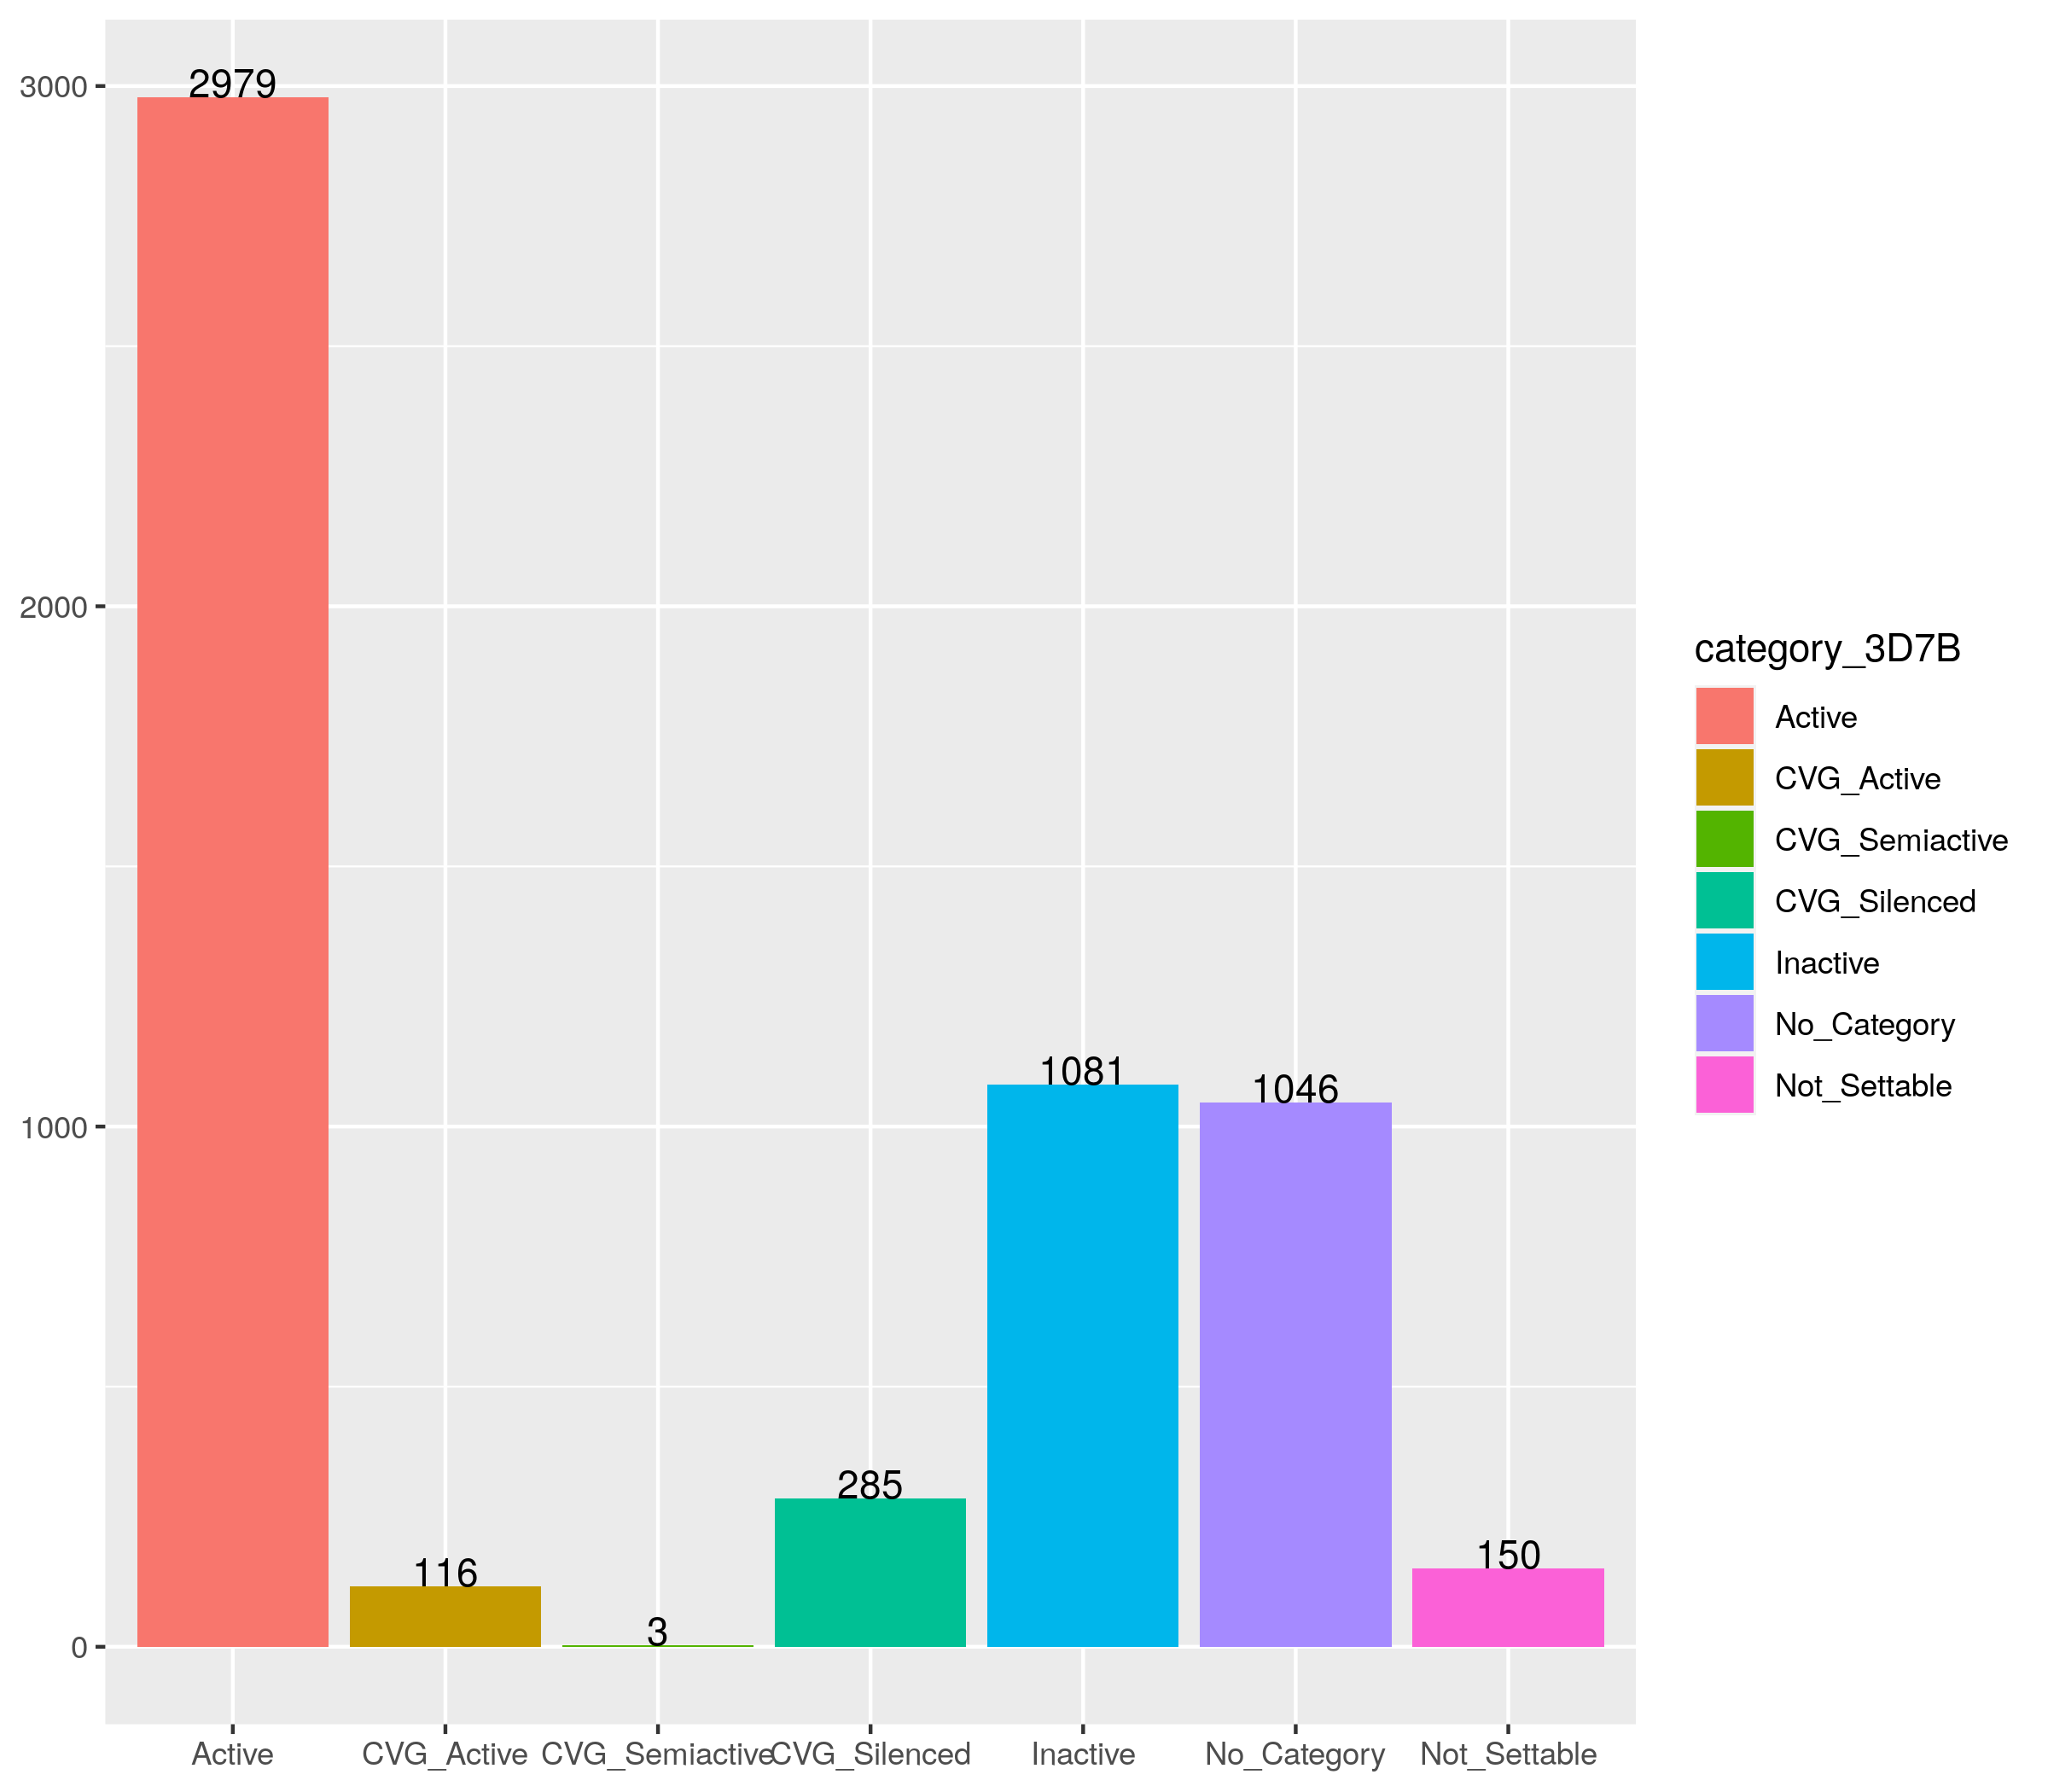 3000
2000
1000
0
2979
116
3
285
1081
1046
150
Active
CVG_Active
CVG_Semiactive
CVG_Silenced
Inactive
No_Category
Not_Settable
category_3D7B
Active
CVG_Active
CVG_Semiactive
CVG_Silenced
Inactive
No_Category
Not_Settable